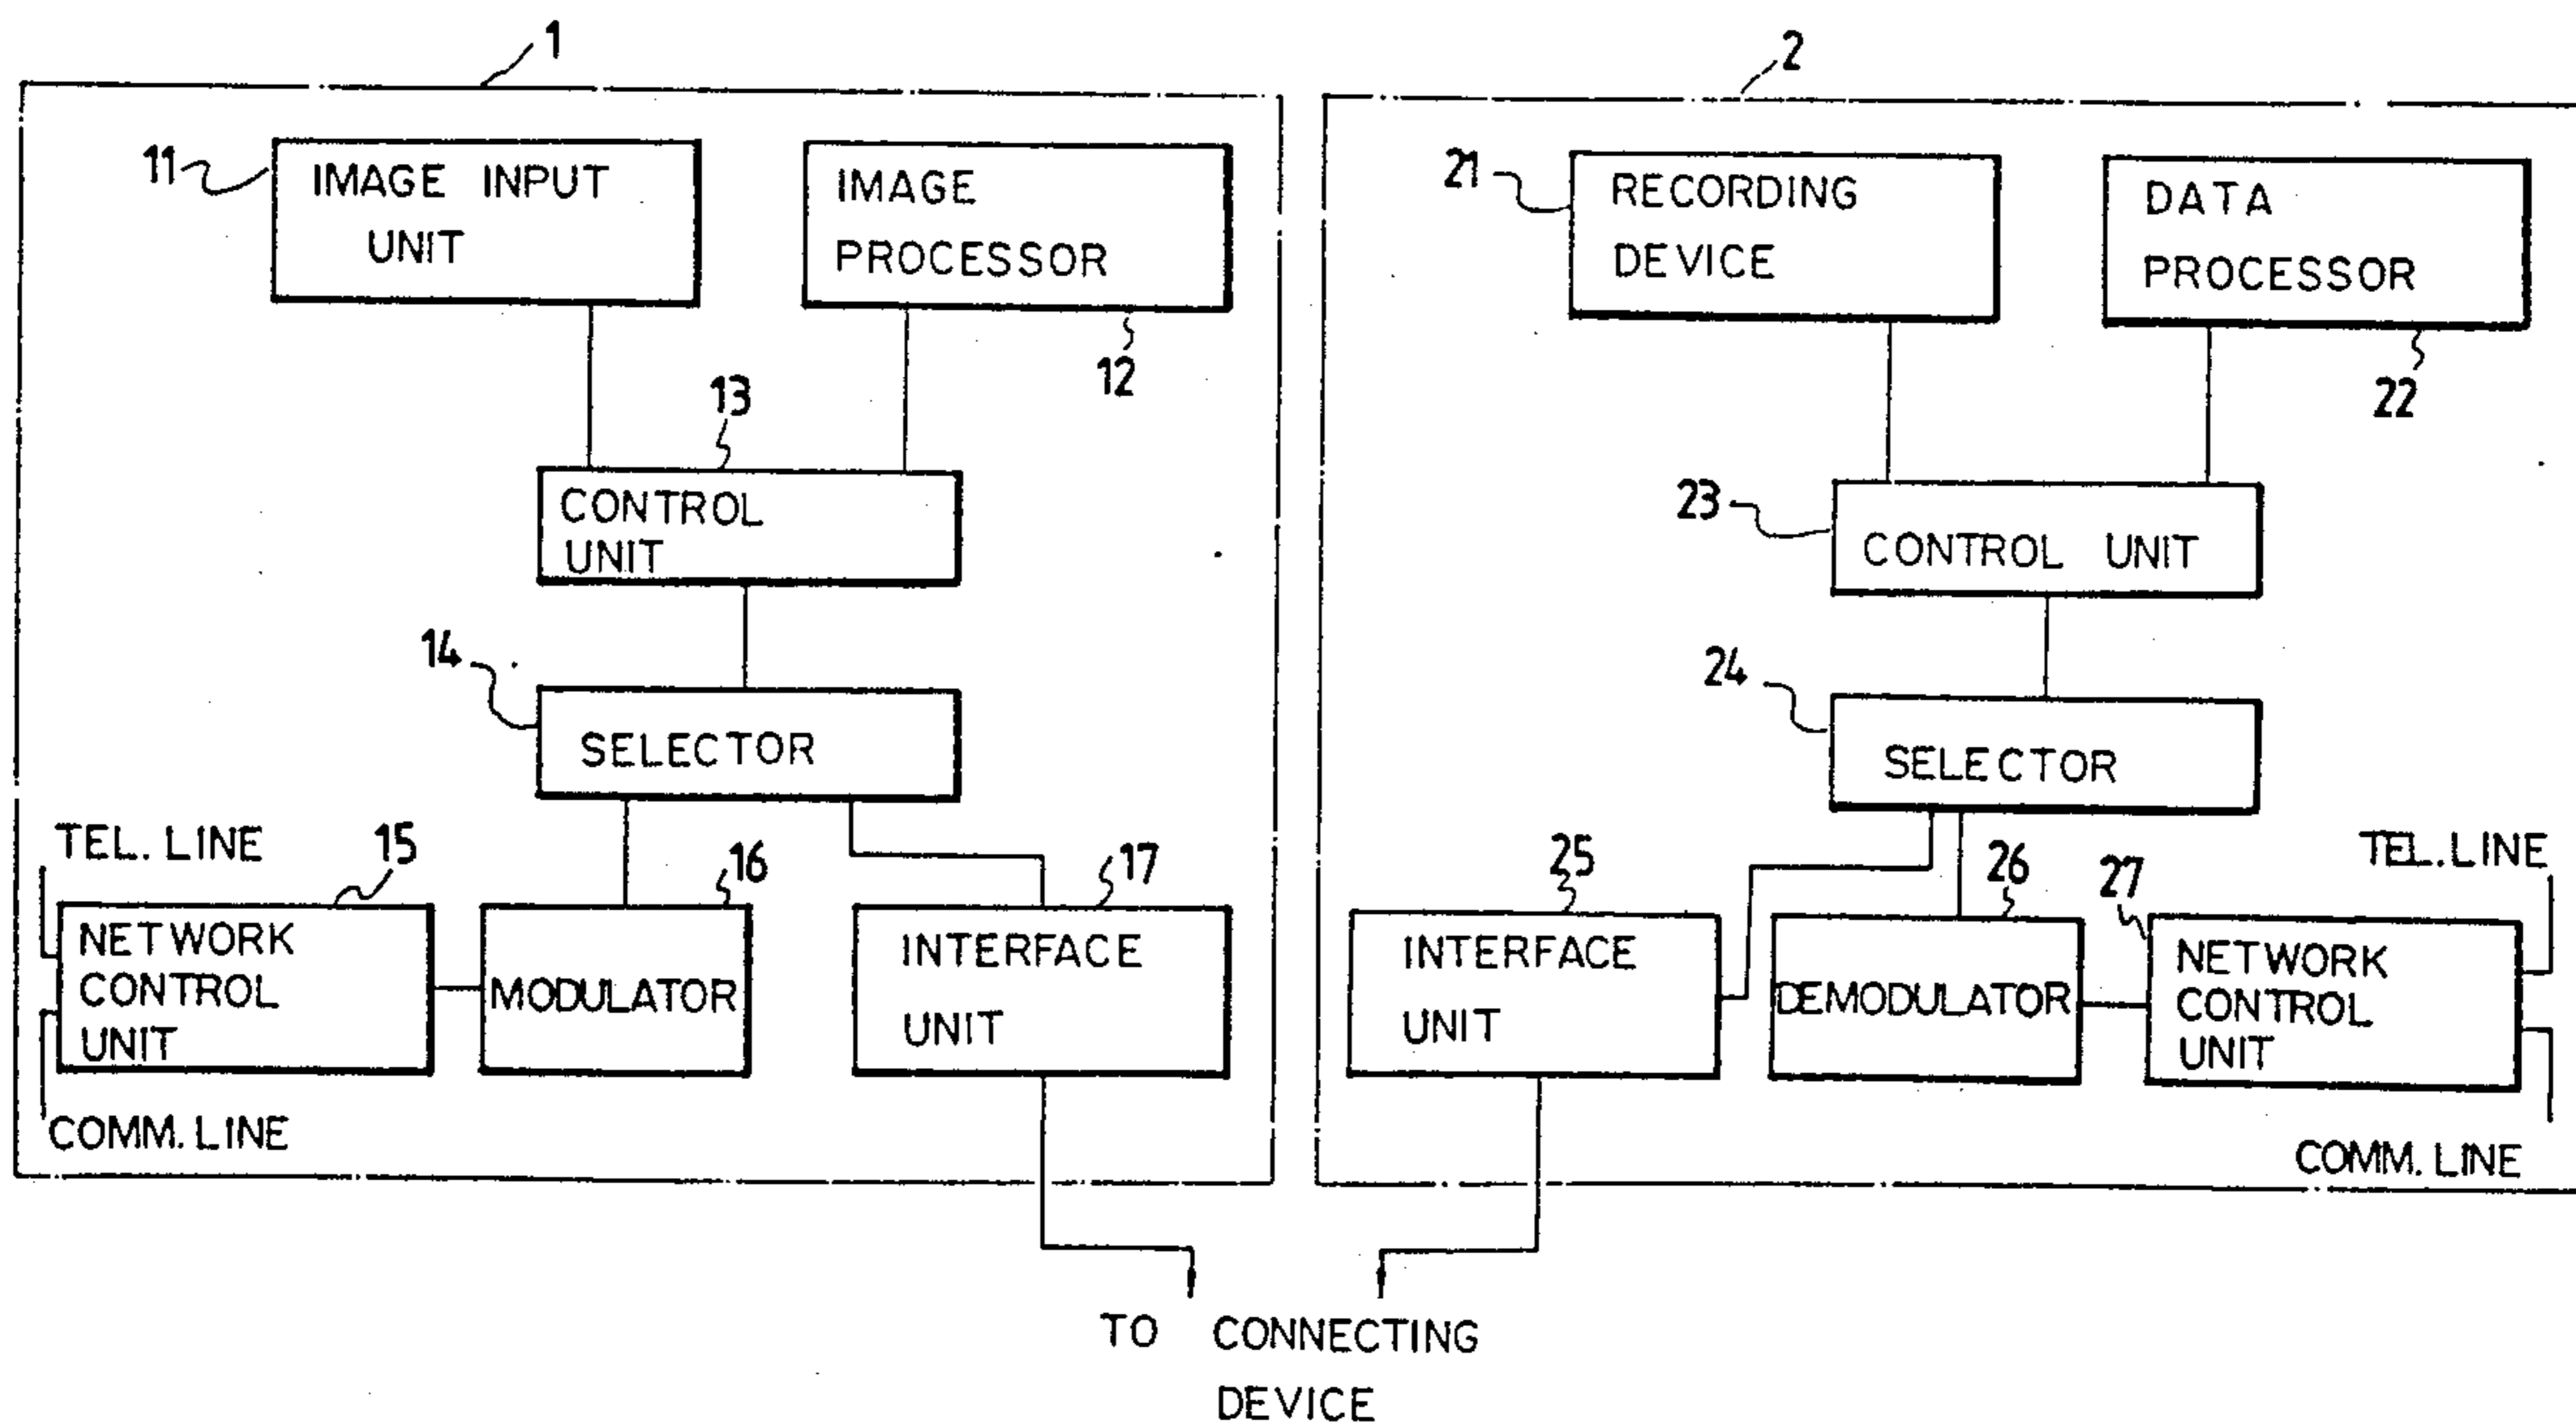 1
2
11
IMAGE INPUT
UNIT
IMAGE
PROCESSOR
12
13
CONTROL
UNIT
14
SELECTOR
TEL. LINE
15
NETWORK
CONTROL
UNIT
COMM. LINE
16
MODULATOR
17
INTERFACE
UNIT
21
RECORDING
DEVICE
DATA
PROCESSOR
22
23
CONTROL UNIT
24
SELECTOR
25
INTERFACE
UNIT
26
DEMODULATOR
27
NETWORK
CONTROL
UNIT
TEL. LINE
COMM. LINE
TO CONNECTING
DEVICE